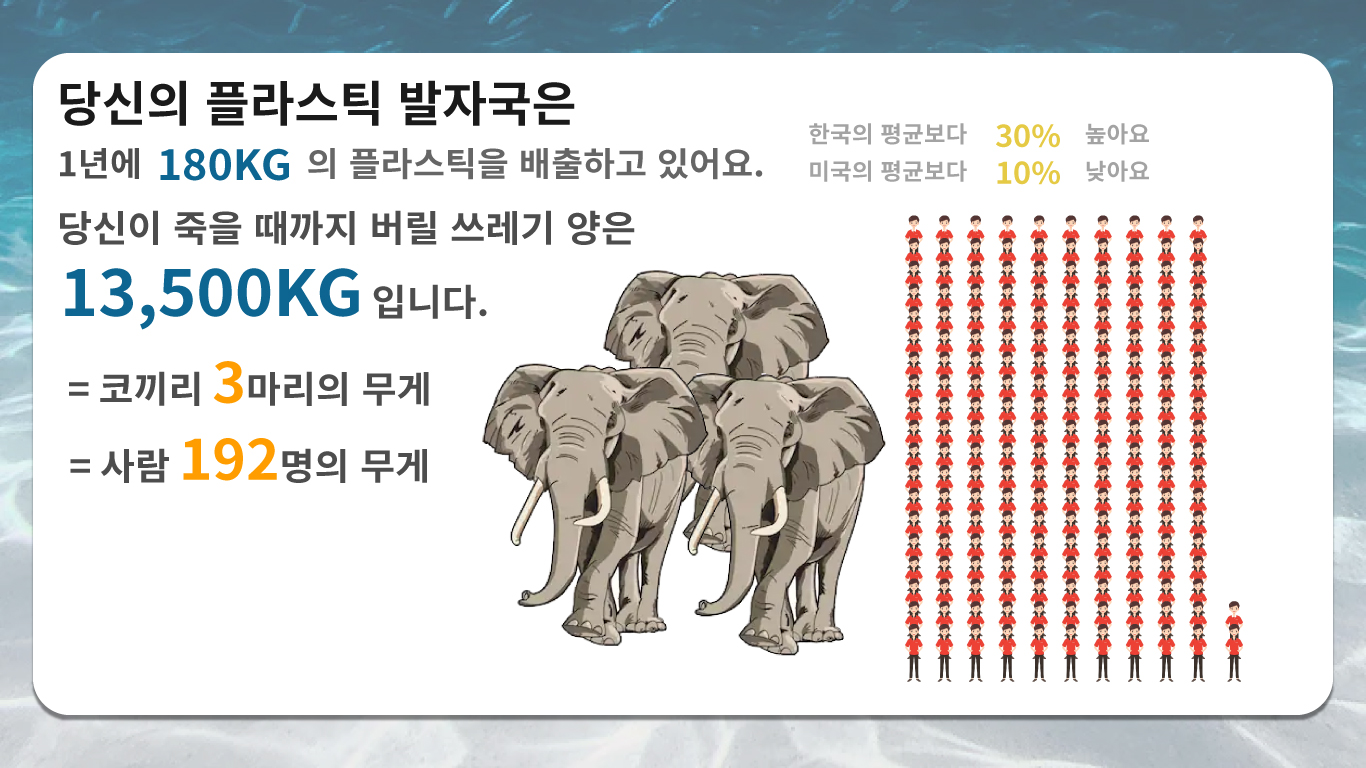 당신의 플라스틱 발자국은
1년에 180KG 의 플라스틱을 배출하고 있어요.
한국의 평균보다 30% 높아요
미국의 평균보다 10% 낮아요
당신이 죽을 때까지 버릴 쓰레기 양은
13,500KG 입니다.
= 코끼리 3마리의 무게
= 사람 192명의 무게